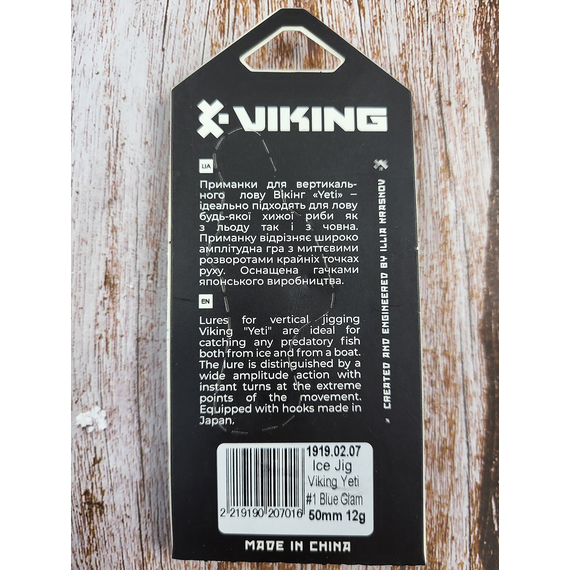 VIKING
UA
Приманки для вертикаль-
ного лову Вікінг «Yeti» –
ідеально підходять для лову
будь-якої хижої риби як
з льоду так і з човна.
Приманку відрізняє широко
амплітудна гра з миттєвими
розворотами крайніх точках
руху. Оснащена гачками
японського виробництва.
EN
Lures for vertical jigging
Viking "Yeti" are ideal for
catching any predatory fish
both from ice and from a boat.
The lure is distinguished by a
wide amplitude action with
instant turns at the extreme
points of the movement.
Equipped with hooks made in
Japan.
CREATED AND ENGINEERED BY ILLIA KRASNOV
1919.02.07
Ice Jig
Viking Yeti
#1 Blue Glam
50mm 12g
2 219190 207016
MADE IN CHINA